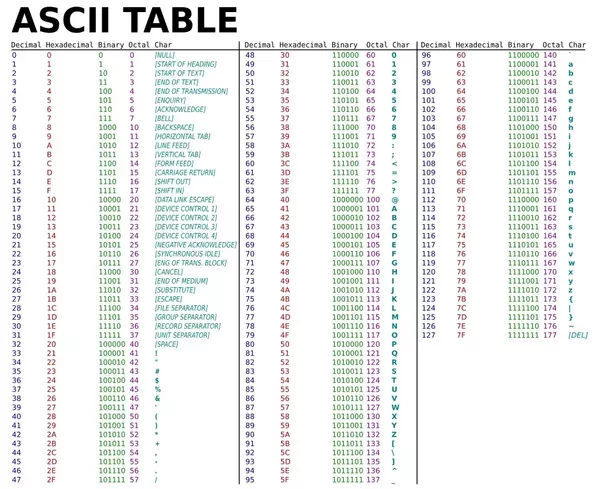 ASCII TABLE
Decimal Hexadecimal Binary Octal Char Decimal Hexadecimal Binary Octal Char Decimal Hexadecimal Binary Octal Char
0 0 0 0 [NULL] 48 30 110000 60 0 96 60 1100000 140 `
1 1 1 1 [START OF HEADING] 49 31 110001 61 1 97 61 1100001 141 a
2 2 10 2 [START OF TEXT] 50 32 110010 62 2 98 62 1100010 142 b
3 3 11 3 [END OF TEXT] 51 33 110011 63 3 99 63 1100011 143 c
4 4 100 4 [END OF TRANSMISSION] 52 34 110100 64 4 100 64 1100100 144 d
5 5 101 5 [ENQUIRY] 53 35 110101 65 5 101 65 1100101 145 e
6 6 110 6 [ACKNOWLEDGE] 54 36 110110 66 6 102 66 1100110 146 f
7 7 111 7 [BELL] 55 37 110111 67 7 103 67 1100111 147 g
8 8 1000 10 [BACKSPACE] 56 38 111000 70 8 104 68 1101000 150 h
9 9 1001 11 [HORIZONTAL TAB] 57 39 111001 71 9 105 69 1101001 151 i
10 A 1010 12 [LINE FEED] 58 3A 111010 72 : 106 6A 1101010 152 j
11 B 1011 13 [VERTICAL TAB] 59 3B 111011 73 ; 107 6B 1101011 153 k
12 C 1100 14 [FORM FEED] 60 3C 111100 74 < 108 6C 1101100 154 l
13 D 1101 15 [CARRIAGE RETURN] 61 3D 111101 75 = 109 6D 1101101 155 m
14 E 1110 16 [SHIFT OUT] 62 3E 111110 76 > 110 6E 1101110 156 n
15 F 1111 17 [SHIFT IN] 63 3F 111111 77 ? 111 6F 1101111 157 o
16 10 10000 20 [DATA LINK ESCAPE] 64 40 1000000 100 @ 112 70 1110000 160 p
17 11 10001 21 [DEVICE CONTROL 1] 65 41 1000001 101 A 113 71 1110001 161 q
18 12 10010 22 [DEVICE CONTROL 2] 66 42 1000010 102 B 114 72 1110010 162 r
19 13 10011 23 [DEVICE CONTROL 3] 67 43 1000011 103 C 115 73 1110011 163 s
20 14 10100 24 [DEVICE CONTROL 4] 68 44 1000100 104 D 116 74 1110100 164 t
21 15 10101 25 [NEGATIVE ACKNOWLEDGE] 69 45 1000101 105 E 117 75 1110101 165 u
22 16 10110 26 [SYNCHRONOUS IDLE] 70 46 1000110 106 F 118 76 1110110 166 v
23 17 10111 27 [ENG OF TRANS. BLOCK] 71 47 1000111 107 G 119 77 1110111 167 w
24 18 11000 30 [CANCEL] 72 48 1001000 110 H 120 78 1111000 170 x
25 19 11001 31 [END OF MEDIUM] 73 49 1001001 111 I 121 79 1111001 171 y
26 1A 11010 32 [SUBSTITUTE] 74 4A 1001010 112 J 122 7A 1111010 172 z
27 1B 11011 33 [ESCAPE] 75 4B 1001011 113 K 123 7B 1111011 173 {
28 1C 11100 34 [FILE SEPARATOR] 76 4C 1001100 114 L 124 7C 1111100 174 |
29 1D 11101 35 [GROUP SEPARATOR] 77 4D 1001101 115 M 125 7D 1111101 175 }
30 1E 11110 36 [RECORD SEPARATOR] 78 4E 1001110 116 N 126 7E 1111110 176 ~
31 1F 11111 37 [UNIT SEPARATOR] 79 4F 1001111 117 O 127 7F 1111111 177 [DEL]
32 20 100000 40 [SPACE] 80 50 1010000 120 P
33 21 100001 41 ! 81 51 1010001 121 Q
34 22 100010 42 " 82 52 1010010 122 R
35 23 100011 43 # 83 53 1010011 123 S
36 24 100100 44 $ 84 54 1010100 124 T
37 25 100101 45 % 85 55 1010101 125 U
38 26 100110 46 & 86 56 1010110 126 V
39 27 100111 47 ' 87 57 1010111 127 W
40 28 101000 50 ( 88 58 1011000 130 X
41 29 101001 51 ) 89 59 1011001 131 Y
42 2A 101010 52 * 90 5A 1011010 132 Z
43 2B 101011 53 + 91 5B 1011011 133 [
44 2C 101100 54 , 92 5C 1011100 134 \
45 2D 101101 55 - 93 5D 1011101 135 ]
46 2E 101110 56 . 94 5E 1011110 136 ^
47 2F 101111 57 / 95 5F 1011111 137 _